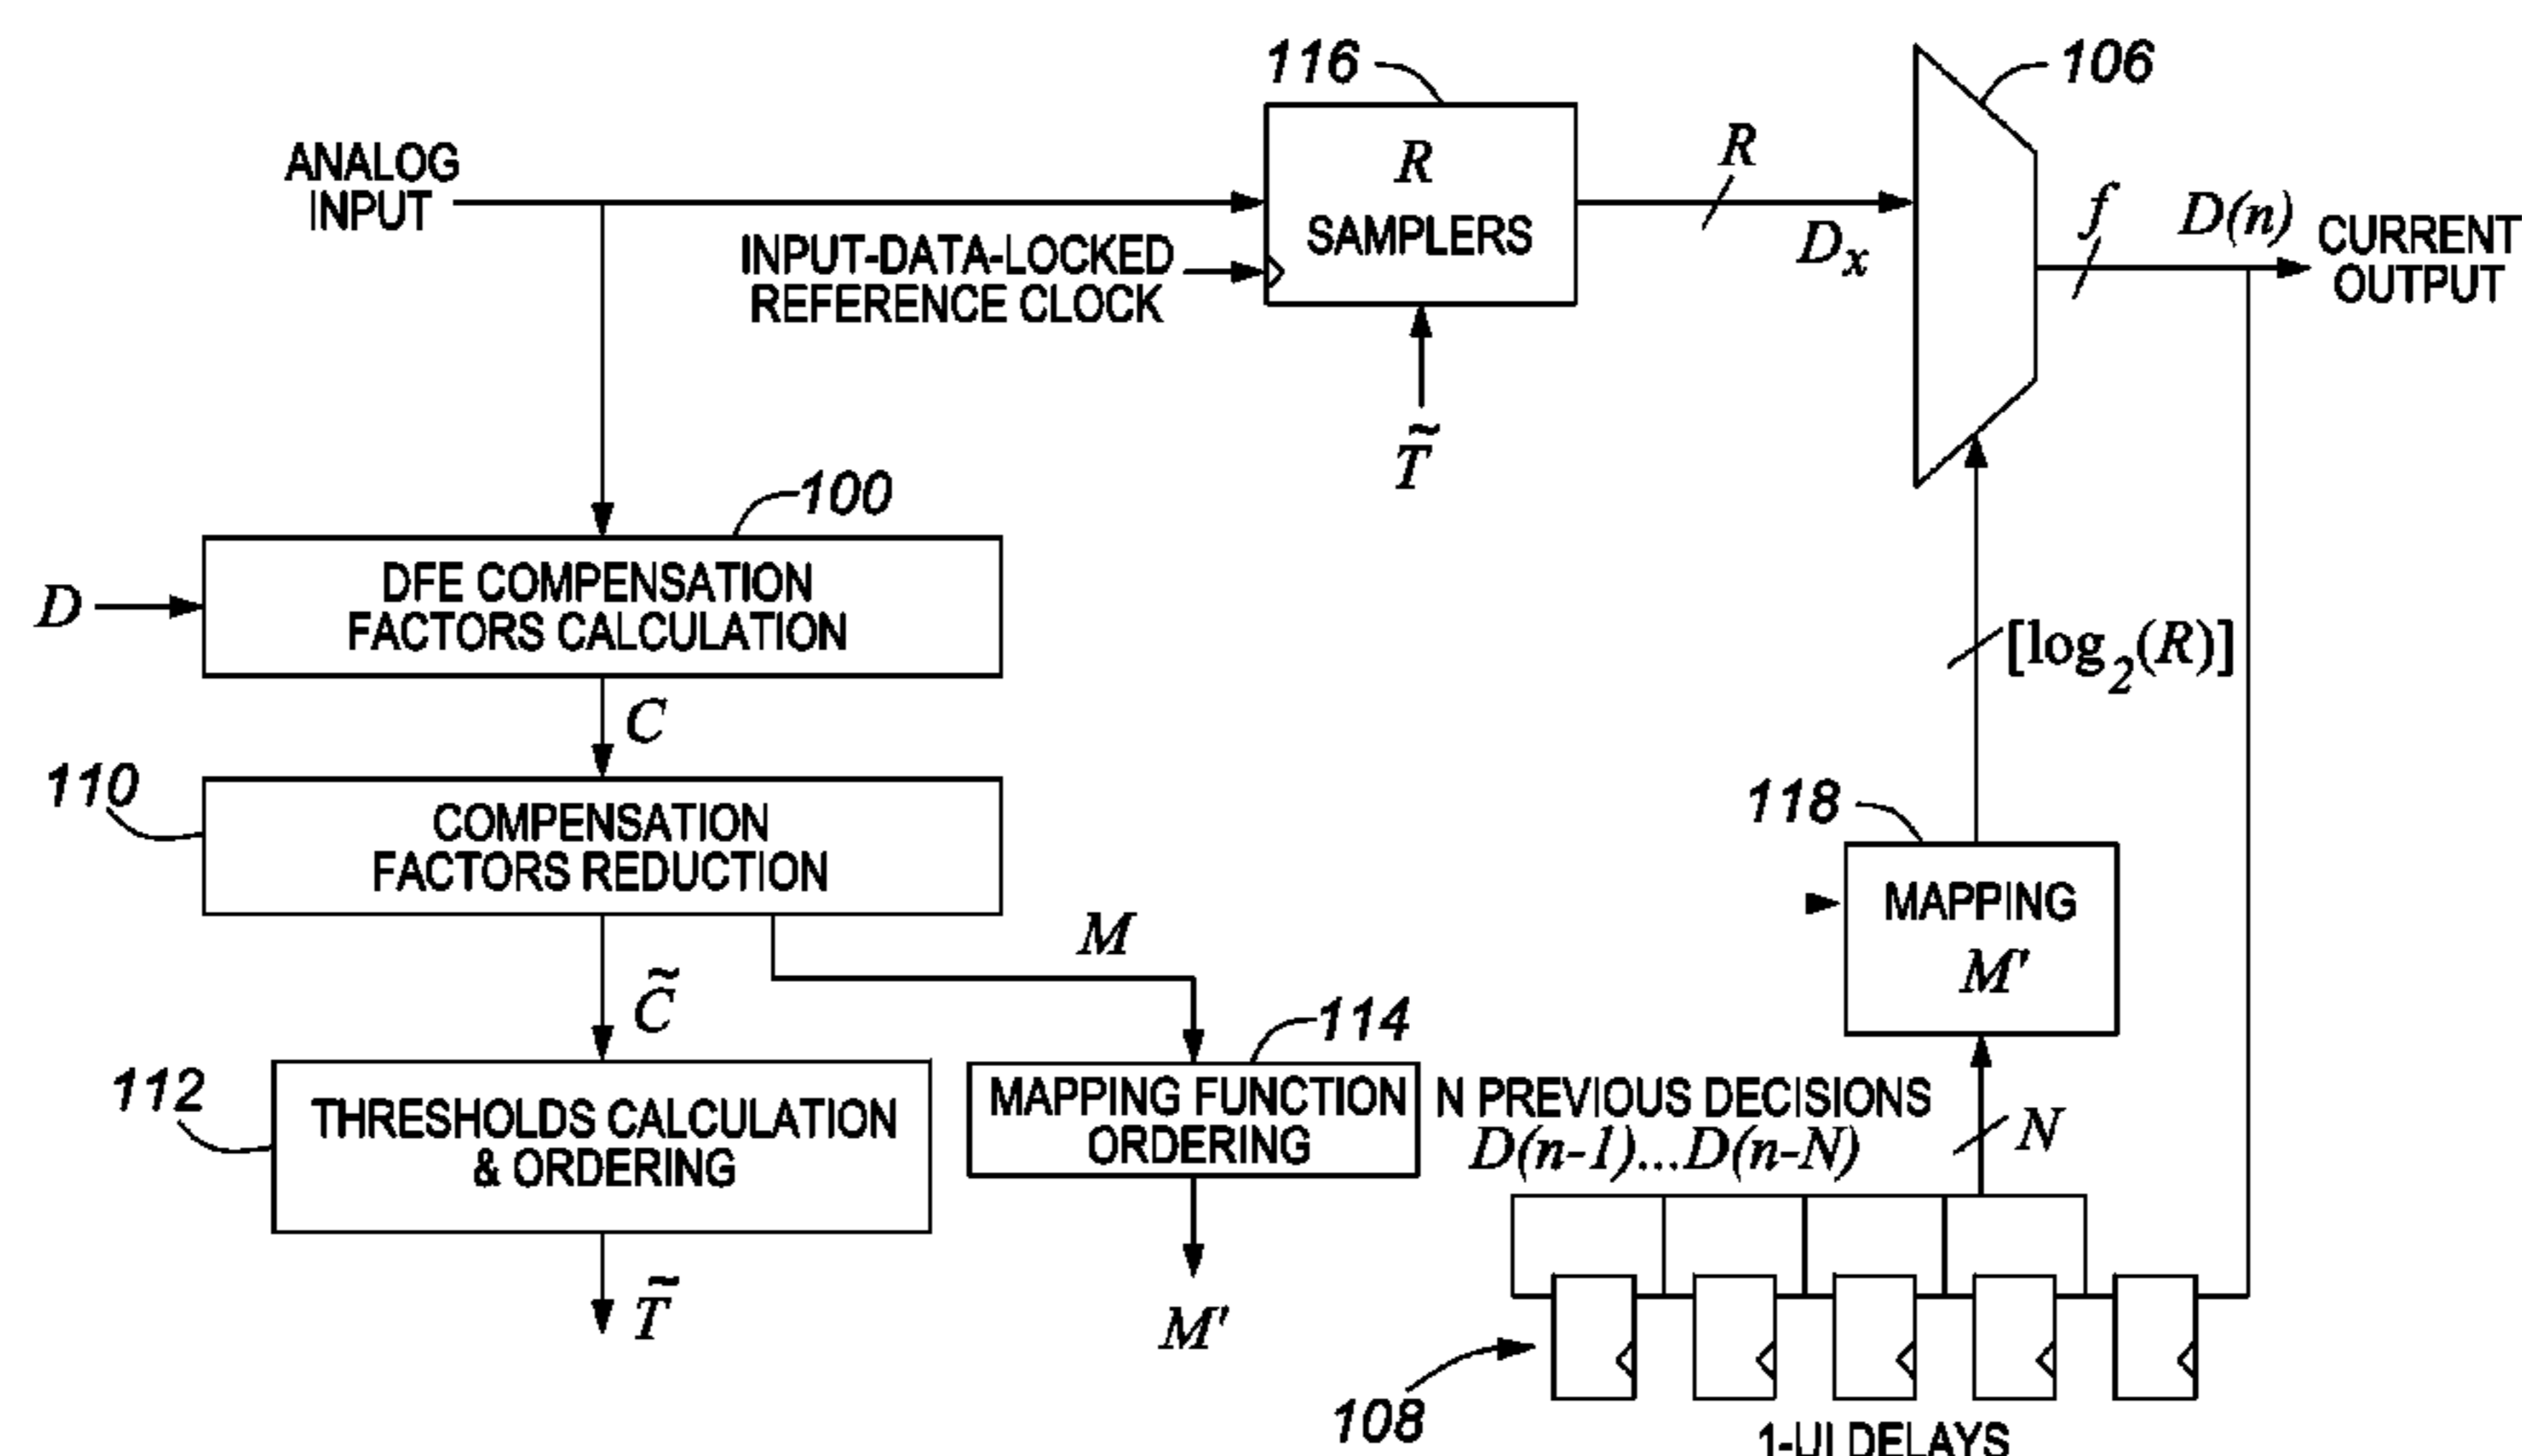 116
106
ANALOG
INPUT
R
SAMPLERS
R
D_x
f
D(n)
CURRENT
OUTPUT
INPUT-DATA-LOCKED
REFERENCE CLOCK
T̃
100
D
DFE COMPENSATION
FACTORS CALCULATION
[log_2(R)]
C
110
COMPENSATION
FACTORS REDUCTION
118
MAPPING
M'
M
C̃
114
112
THRESHOLDS CALCULATION
& ORDERING
MAPPING FUNCTION
ORDERING
N PREVIOUS DECISIONS
D(n-1)...D(n-N)
N
T̃
M'
108
1-UI DELAYS